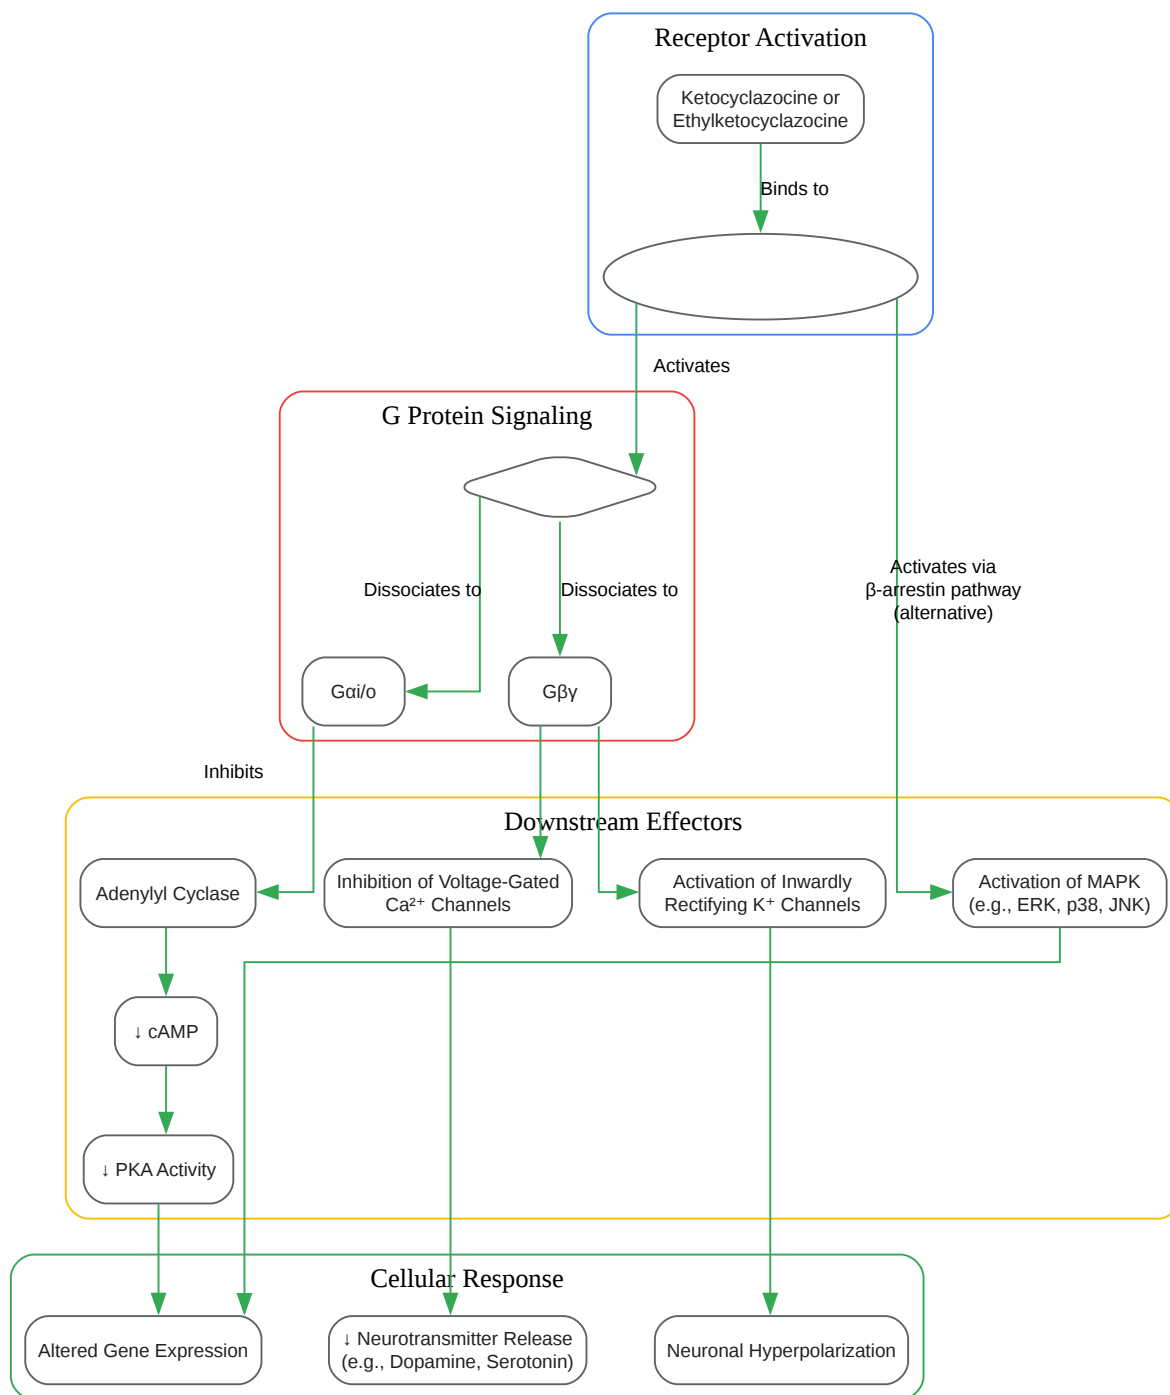 Receptor Activation
Ketocyclazocine or
Ethylketocyclazocine
Binds to
Activates
G Protein Signaling
Dissociates to
Dissociates to
Activates via
β-arrestin pathway
(alternative)
Gαi/o
Gβγ
Inhibits
Downstream Effectors
Adenylyl Cyclase
Inhibition of Voltage-Gated
Ca²⁺ Channels
Activation of Inwardly
Rectifying K⁺ Channels
Activation of MAPK
(e.g., ERK, p38, JNK)
↓ cAMP
↓ PKA Activity
Cellular Response
Altered Gene Expression
↓ Neurotransmitter Release
(e.g., Dopamine, Serotonin)
Neuronal Hyperpolarization